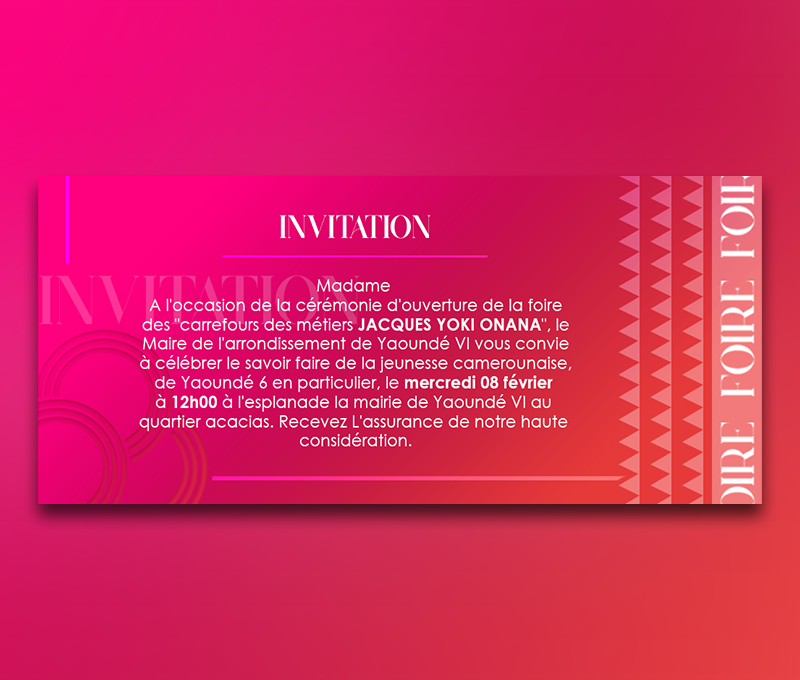 INVITATION
INVITATION
Madame
A l'occasion de la cérémonie d'ouverture de la foire
des "carrefours des métiers JACQUES YOKI ONANA", le
Maire de l'arrondissement de Yaoundé VI vous convie
à célébrer le savoir faire de la jeunesse camerounaise,
de Yaoundé 6 en particulier, le mercredi 08 février
à 12h00 à l'esplanade la mairie de Yaoundé VI au
quartier acacias. Recevez L'assurance de notre haute
considération.
OIRE FOIRE FOIR